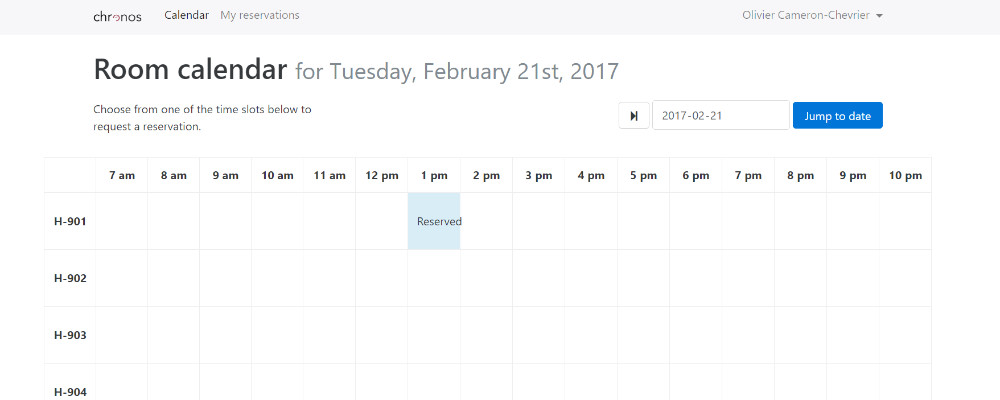 chronos Calendar My reservations Olivier Cameron-Chevrier
Room calendar for Tuesday, February 21st, 2017
Choose from one of the time slots below to
request a reservation.
2017-02-21 Jump to date
7 am 8 am 9 am 10 am 11 am 12 pm 1 pm 2 pm 3 pm 4 pm 5 pm 6 pm 7 pm 8 pm 9 pm 10 pm
H-901 Reserved
H-902
H-903
H-904